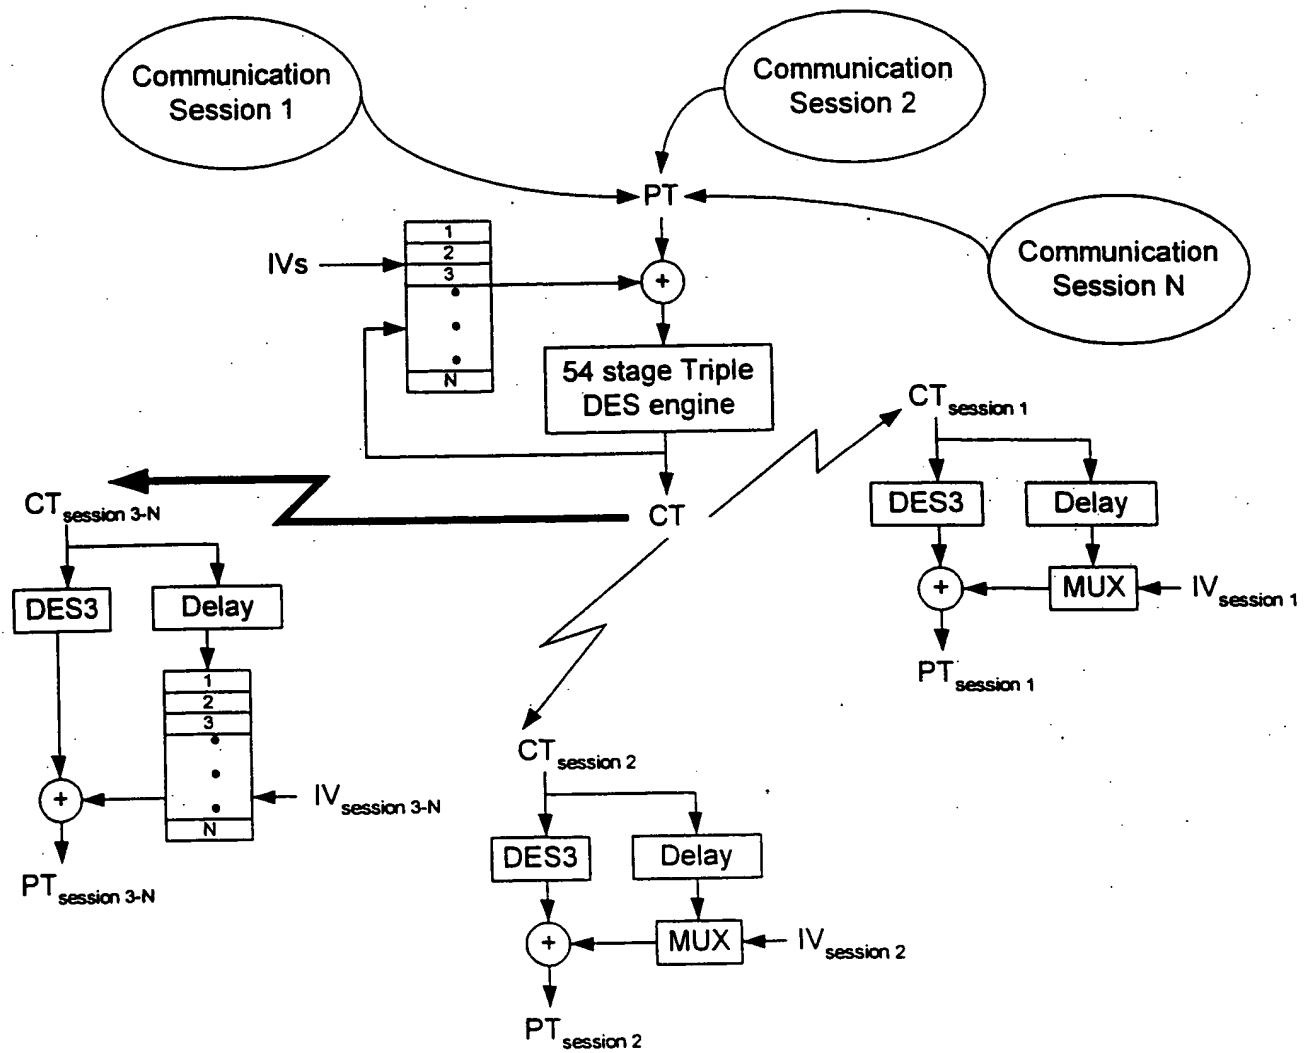 Communication
Session 1
Communication
Session 2
PT
Communication
Session N
IVs
1
2
3
N
+
54 stage Triple
DES engine
CT
CT session 1
DES3
Delay
+
MUX
IV session 1
PT session 1
CT session 3-N
DES3
Delay
1
2
3
N
+
IV session 3-N
PT session 3-N
CT session 2
DES3
Delay
+
MUX
IV session 2
PT session 2